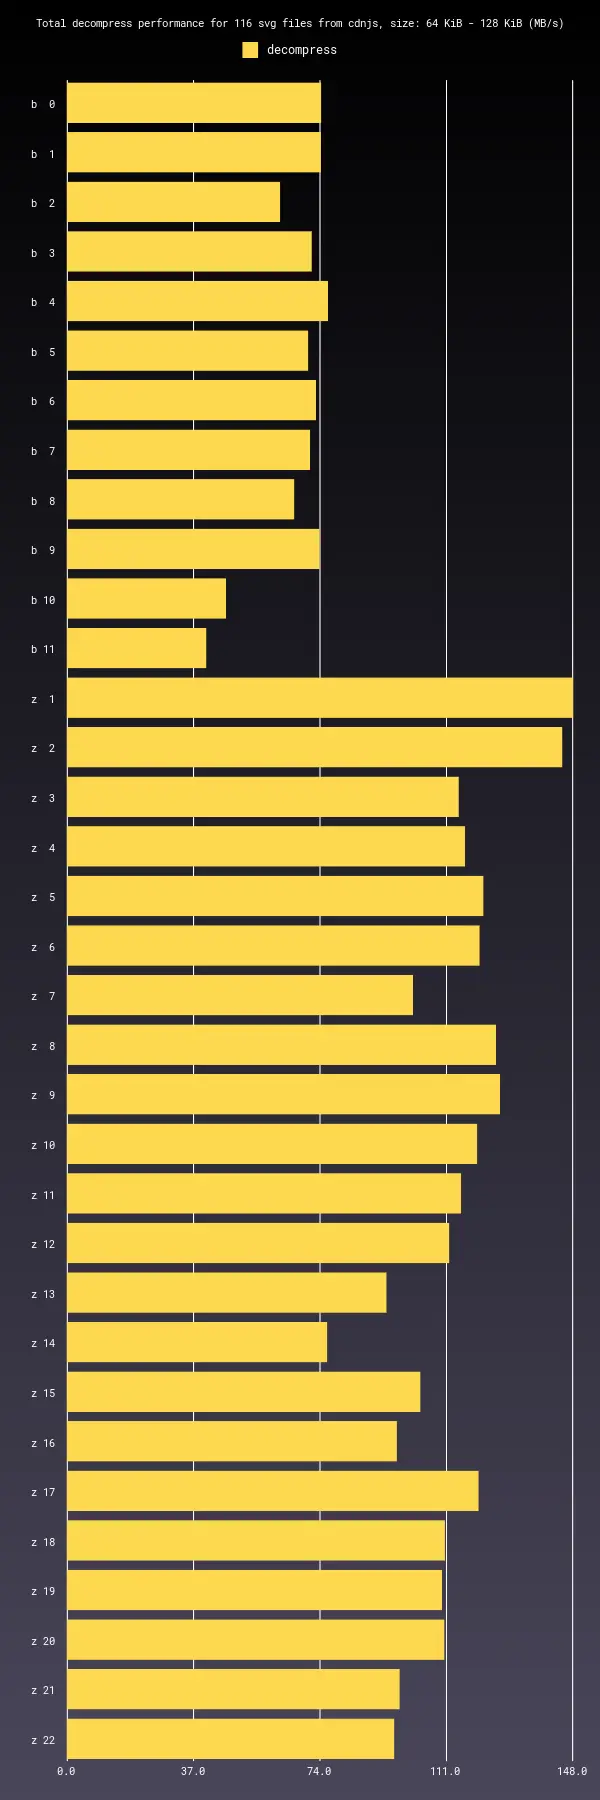 Total decompress performance for 116 svg files from cdnjs, size: 64 KiB - 128 KiB (MB/s)
decompress
b  0
b  1
b  2
b  3
b  4
b  5
b  6
b  7
b  8
b  9
b 10
b 11
z  1
z  2
z  3
z  4
z  5
z  6
z  7
z  8
z  9
z 10
z 11
z 12
z 13
z 14
z 15
z 16
z 17
z 18
z 19
z 20
z 21
z 22
0.0 37.0 74.0 111.0 148.0